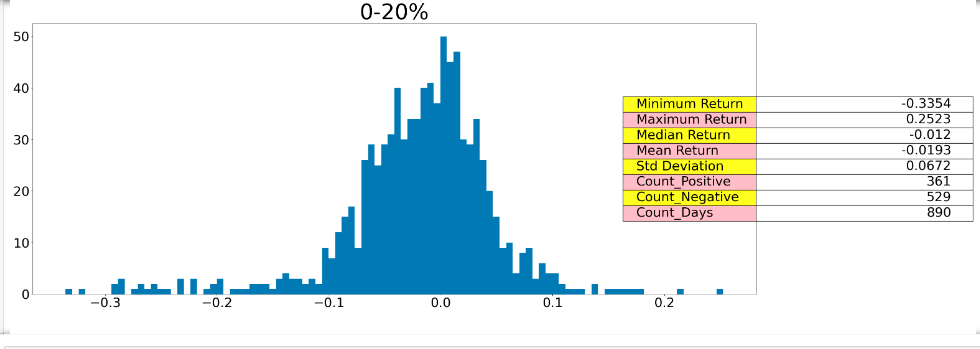 0-20%
50
40
30
20
10
0
−0.3 −0.2 −0.1 0.0 0.1 0.2
Minimum Return -0.3354
Maximum Return 0.2523
Median Return -0.012
Mean Return -0.0193
Std Deviation 0.0672
Count_Positive 361
Count_Negative 529
Count_Days 890